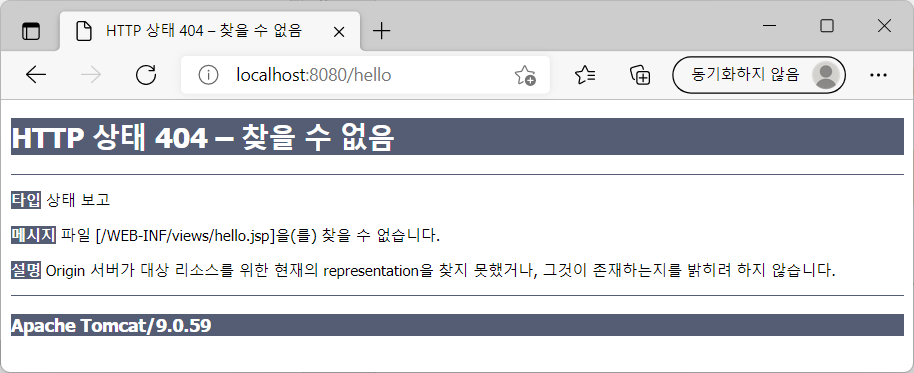 HTTP 상태 404 – 찾을 수 없음
localhost:8080/hello
동기화하지 않음
HTTP 상태 404 – 찾을 수 없음
타입 상태 보고
메시지 파일 [/WEB-INF/views/hello.jsp]을(를) 찾을 수 없습니다.
설명 Origin 서버가 대상 리소스를 위한 현재의 representation을 찾지 못했거나, 그것이 존재하는지를 밝히려 하지 않습니다.
Apache Tomcat/9.0.59